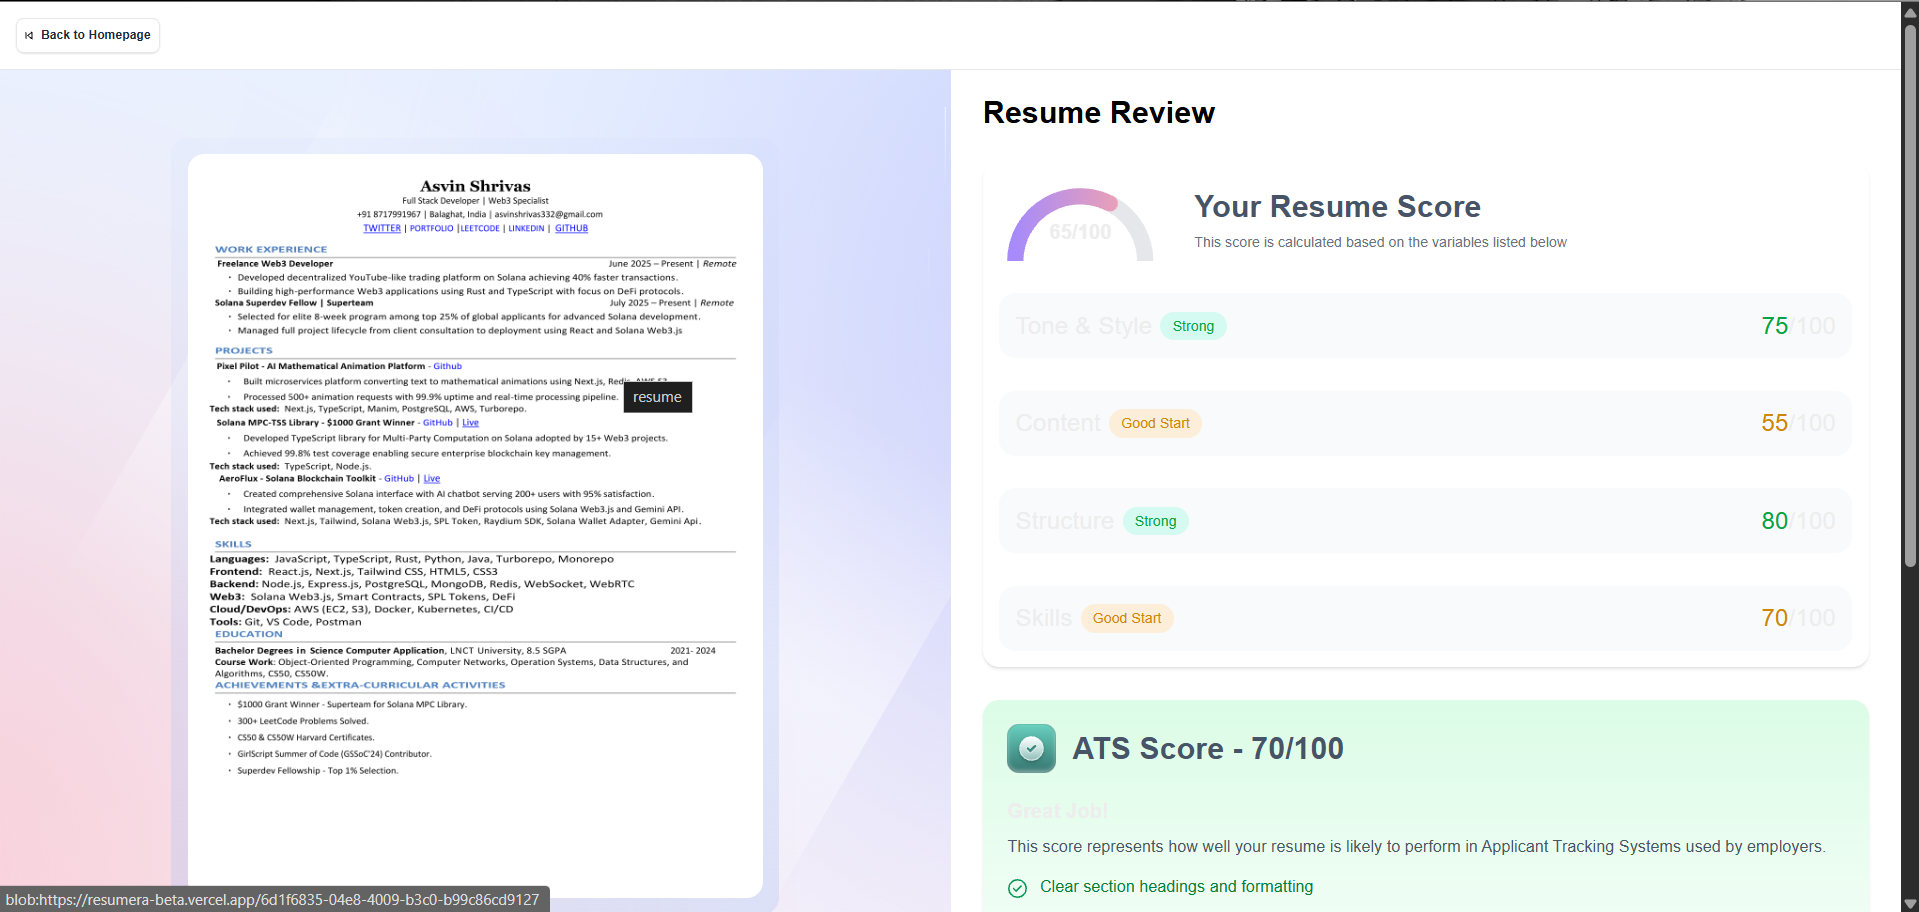 Back to Homepage
Asvin Shrivas
Full Stack Developer | Web3 Specialist
+91 8717991967 | Balaghat, India | asvinshrivas332@gmail.com
TWITTER | PORTFOLIO |LEETCODE | LINKEDIN | GITHUB
WORK EXPERIENCE
Freelance Web3 Developer June 2025 – Present | Remote
· Developed decentralized YouTube-like trading platform on Solana achieving 40% faster transactions.
· Building high-performance Web3 applications using Rust and TypeScript with focus on DeFi protocols.
Solana Superdev Fellow | Superteam July 2025 – Present | Remote
· Selected for elite 8-week program among top 25% of global applicants for advanced Solana development.
· Managed full project lifecycle from client consultation to deployment using React and Solana Web3.js
PROJECTS
Pixel Pilot - AI Mathematical Animation Platform - Github
· Built microservices platform converting text to mathematical animations using Next.js, Redis, AWS S3.
· Processed 500+ animation requests with 99.9% uptime and real-time processing pipeline.
resume
Tech stack used: Next.js, TypeScript, Manim, PostgreSQL, AWS, Turborepo.
Solana MPC-TSS Library - $1000 Grant Winner - GitHub | Live
· Developed TypeScript library for Multi-Party Computation on Solana adopted by 15+ Web3 projects.
· Achieved 99.8% test coverage enabling secure enterprise blockchain key management.
Tech stack used: TypeScript, Node.js.
AeroFlux - Solana Blockchain Toolkit - GitHub | Live
· Created comprehensive Solana interface with AI chatbot serving 200+ users with 95% satisfaction.
· Integrated wallet management, token creation, and DeFi protocols using Solana Web3.js and Gemini API.
Tech stack used: Next.js, Tailwind, Solana Web3.js, SPL Token, Raydium SDK, Solana Wallet Adapter, Gemini Api.
SKILLS
Languages: JavaScript, TypeScript, Rust, Python, Java, Turborepo, Monorepo
Frontend: React.js, Next.js, Tailwind CSS, HTML5, CSS3
Backend: Node.js, Express.js, PostgreSQL, MongoDB, Redis, WebSocket, WebRTC
Web3: Solana Web3.js, Smart Contracts, SPL Tokens, DeFi
Cloud/DevOps: AWS (EC2, S3), Docker, Kubernetes, CI/CD
Tools: Git, VS Code, Postman
EDUCATION
Bachelor Degrees in Science Computer Application, LNCT University, 8.5 SGPA 2021- 2024
Course Work: Object-Oriented Programming, Computer Networks, Operation Systems, Data Structures, and
Algorithms, CS50, CS50W.
ACHIEVEMENTS &EXTRA-CURRICULAR ACTIVITIES
· $1000 Grant Winner - Superteam for Solana MPC Library.
· 300+ LeetCode Problems Solved.
· CS50 & CS50W Harvard Certificates.
· GirlScript Summer of Code (GSSoC'24) Contributor.
· Superdev Fellowship - Top 1% Selection.
blob:https://resumera-beta.vercel.app/6d1f6835-04e8-4009-b3c0-b99c86cd9127
Resume Review
65/100
Your Resume Score
This score is calculated based on the variables listed below
Tone & Style Strong 75/100
Content Good Start 55/100
Structure Strong 80/100
Skills Good Start 70/100
ATS Score - 70/100
Great Job!
This score represents how well your resume is likely to perform in Applicant Tracking Systems used by employers.
Clear section headings and formatting